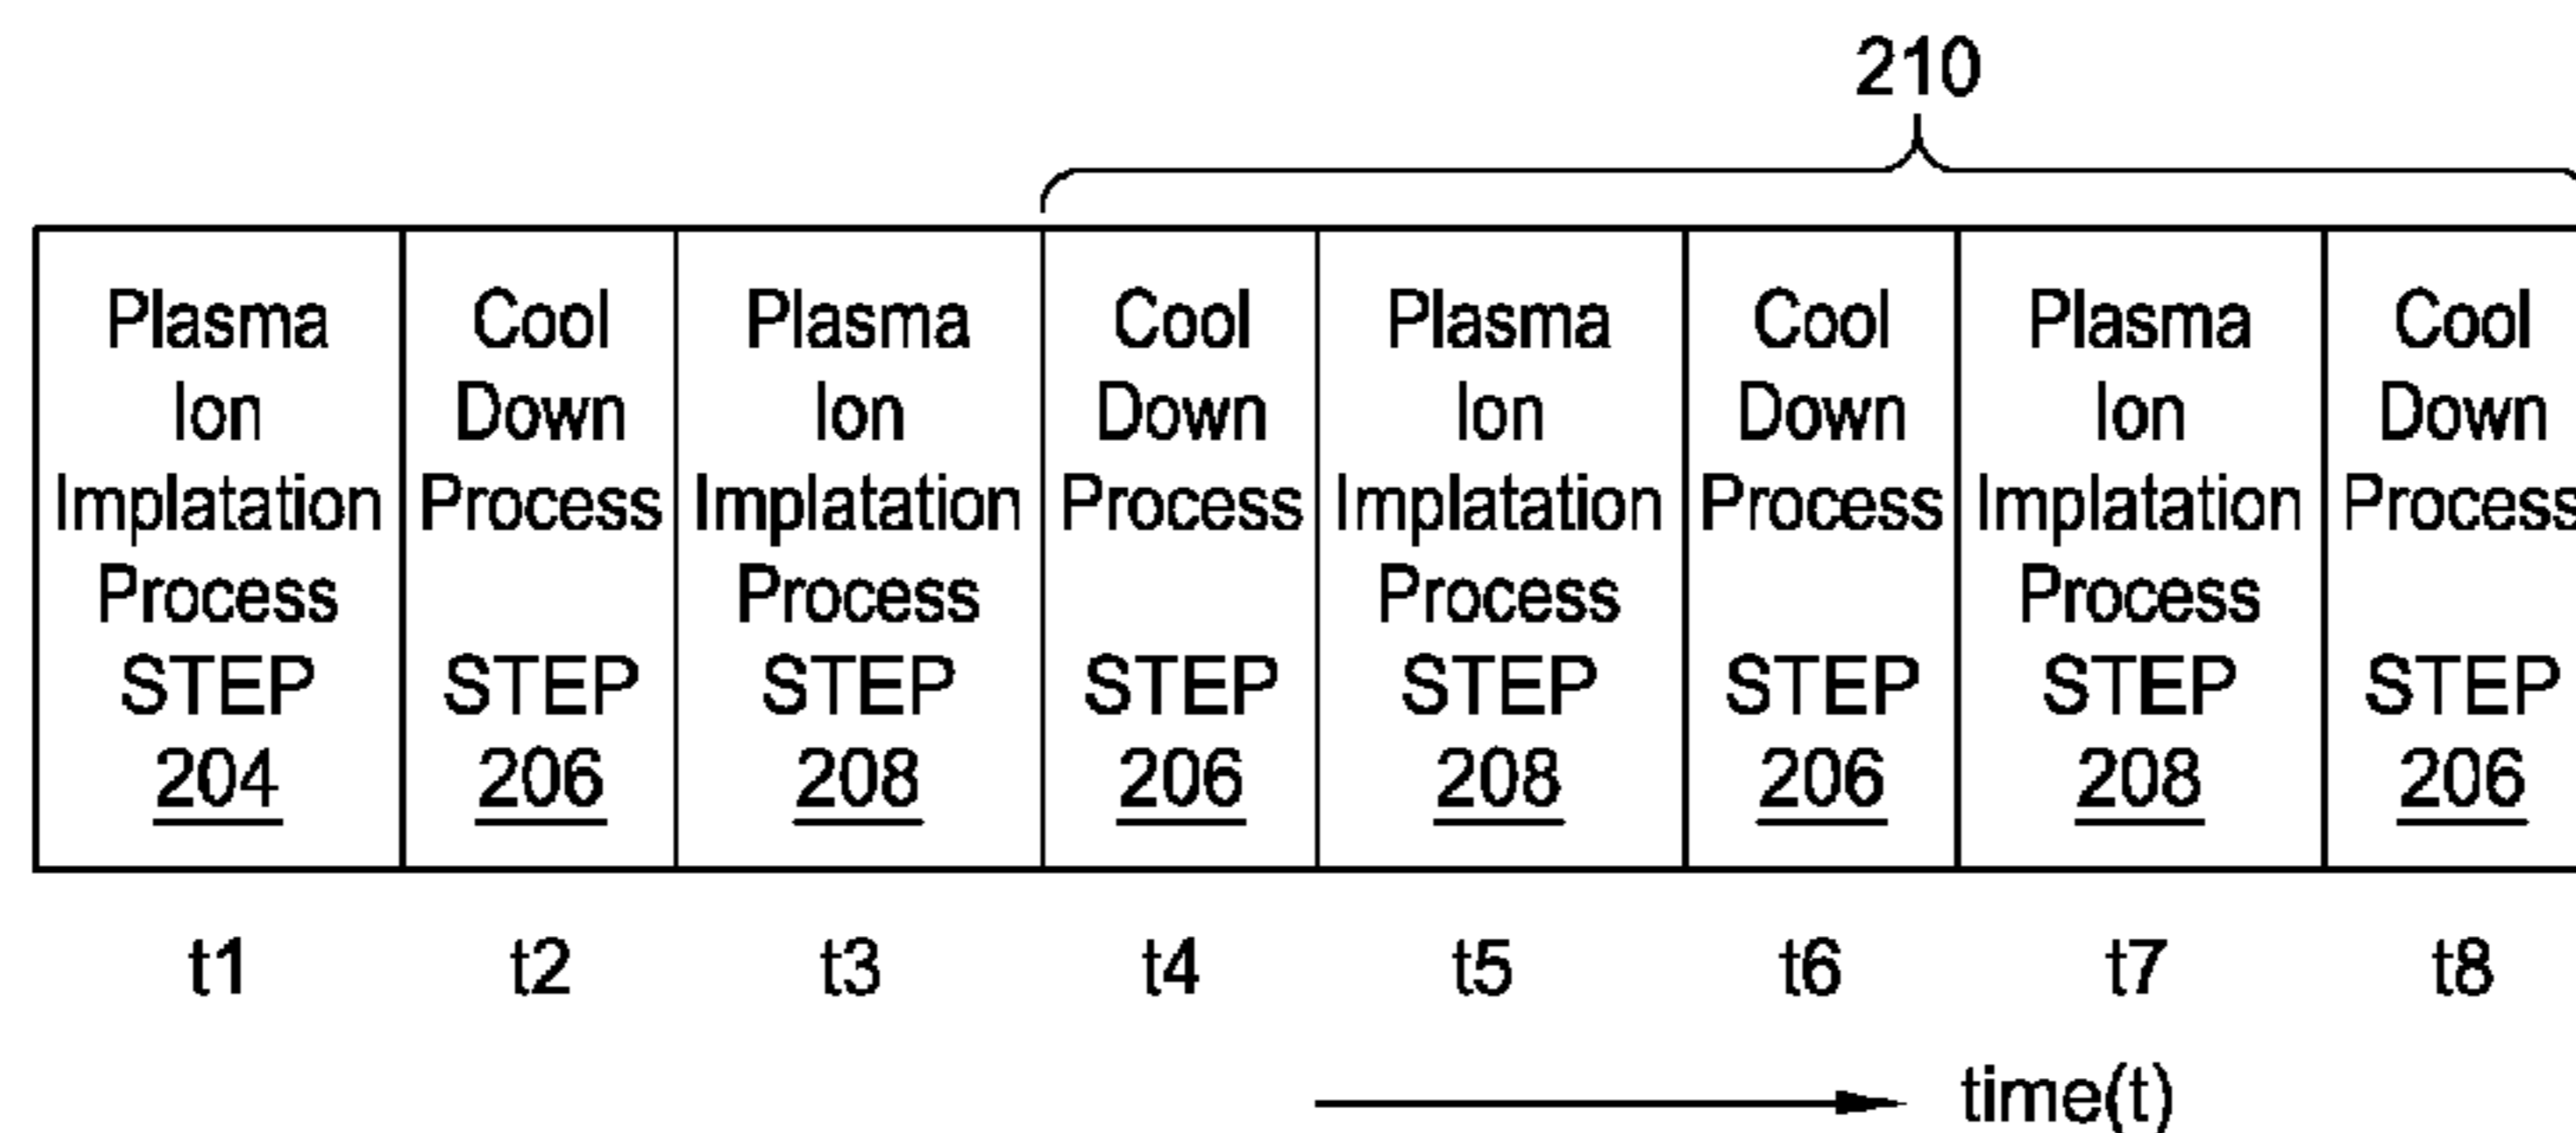 210
Plasma
Ion
Implatation
Process
STEP
204
Cool
Down
Process
STEP
206
Plasma
Ion
Implatation
Process
STEP
208
Cool
Down
Process
STEP
206
Plasma
Ion
Implatation
Process
STEP
208
Cool
Down
Process
STEP
206
Plasma
Ion
Implatation
Process
STEP
208
Cool
Down
Process
STEP
206
t1 t2 t3 t4 t5 t6 t7 t8
time(t)